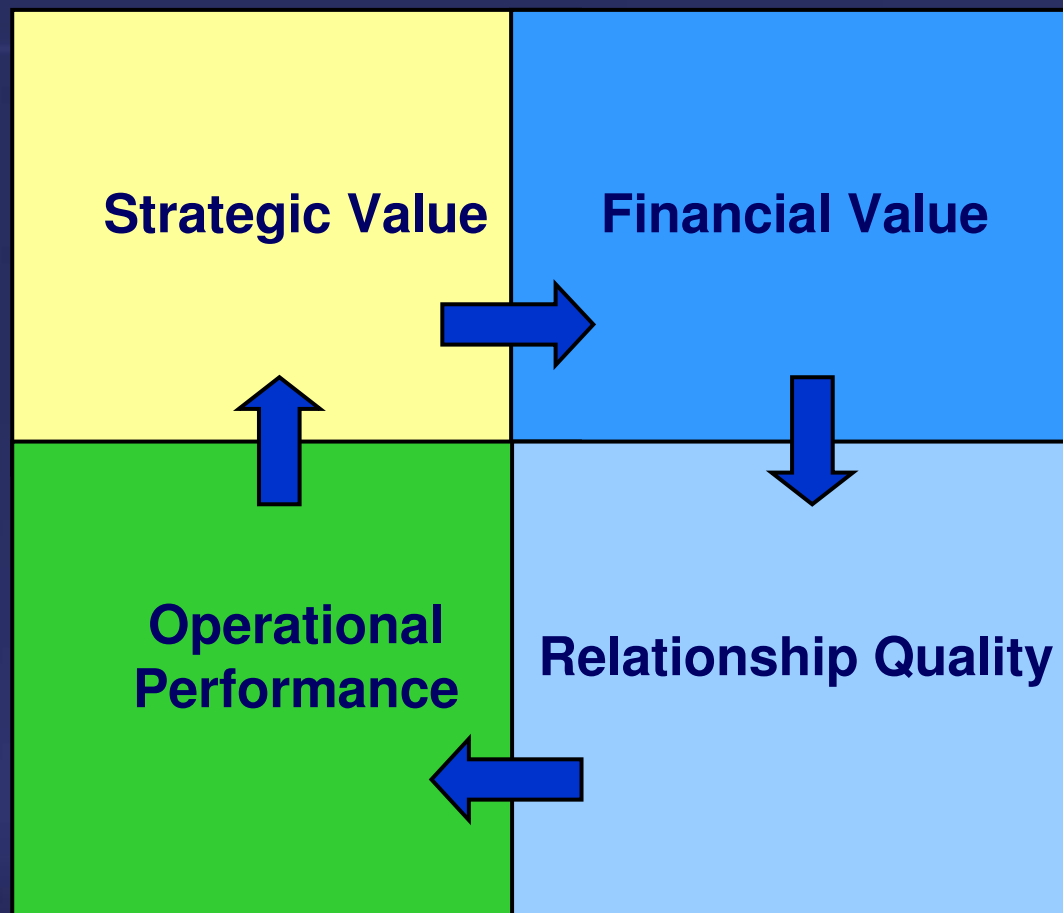 Strategic Value
Financial Value
Operational
Performance
Relationship Quality